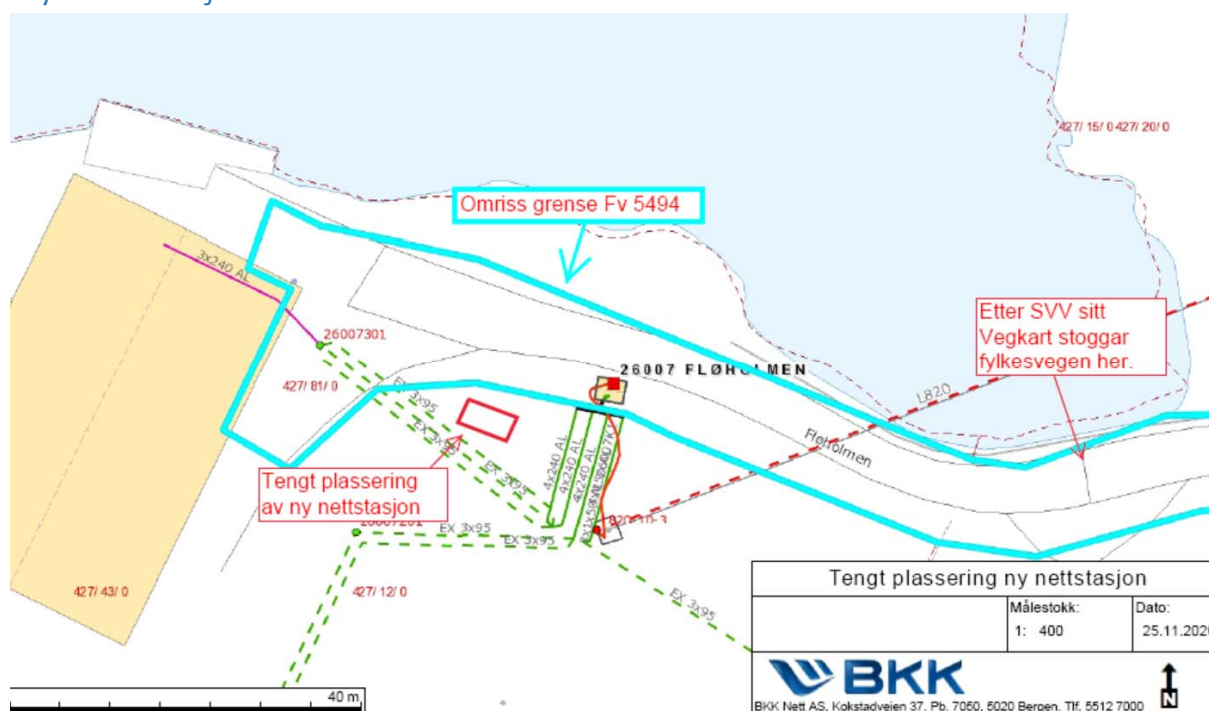 427/ 15/ 0 427/ 20/ 0
Omriss grense Fv 5494
3x240 AL
Etter SVV sitt
Vegkart stoggar
fylkesvegen her.
26007301
26007 FLØHOLMEN
L820
427/ 81/ 0
EX 3x95
EX 3x95
EX 3x95
EX 3x95
Fløholmen
4x240 AL
4x240 AL
4x240 AL
Tengt plassering
av ny nettstasjon
EX 3x95
EX 3x95
EX 3x95
427/ 43/ 0
427/ 12/ 0
Tengt plassering ny nettstasjon
Målestokk:
Dato:
1: 400
25.11.2020
40 m
BKK
N
BKK Nett AS, Kokstadveien 37, Pb. 7050, 5020 Bergen, Tlf. 5512 7000